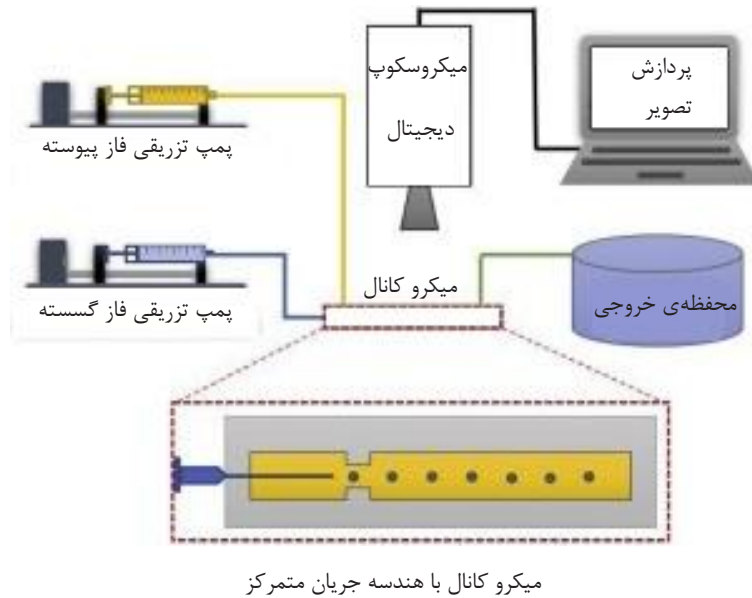 پردازش
تصویر
میکروسکوپ
دیجیتال
پمپ تزریقی فاز پیوسته
پمپ تزریقی فاز گسسته
میکرو کانال
محفظه‌ی خروجی
میکرو کانال با هندسه جریان متمرکز